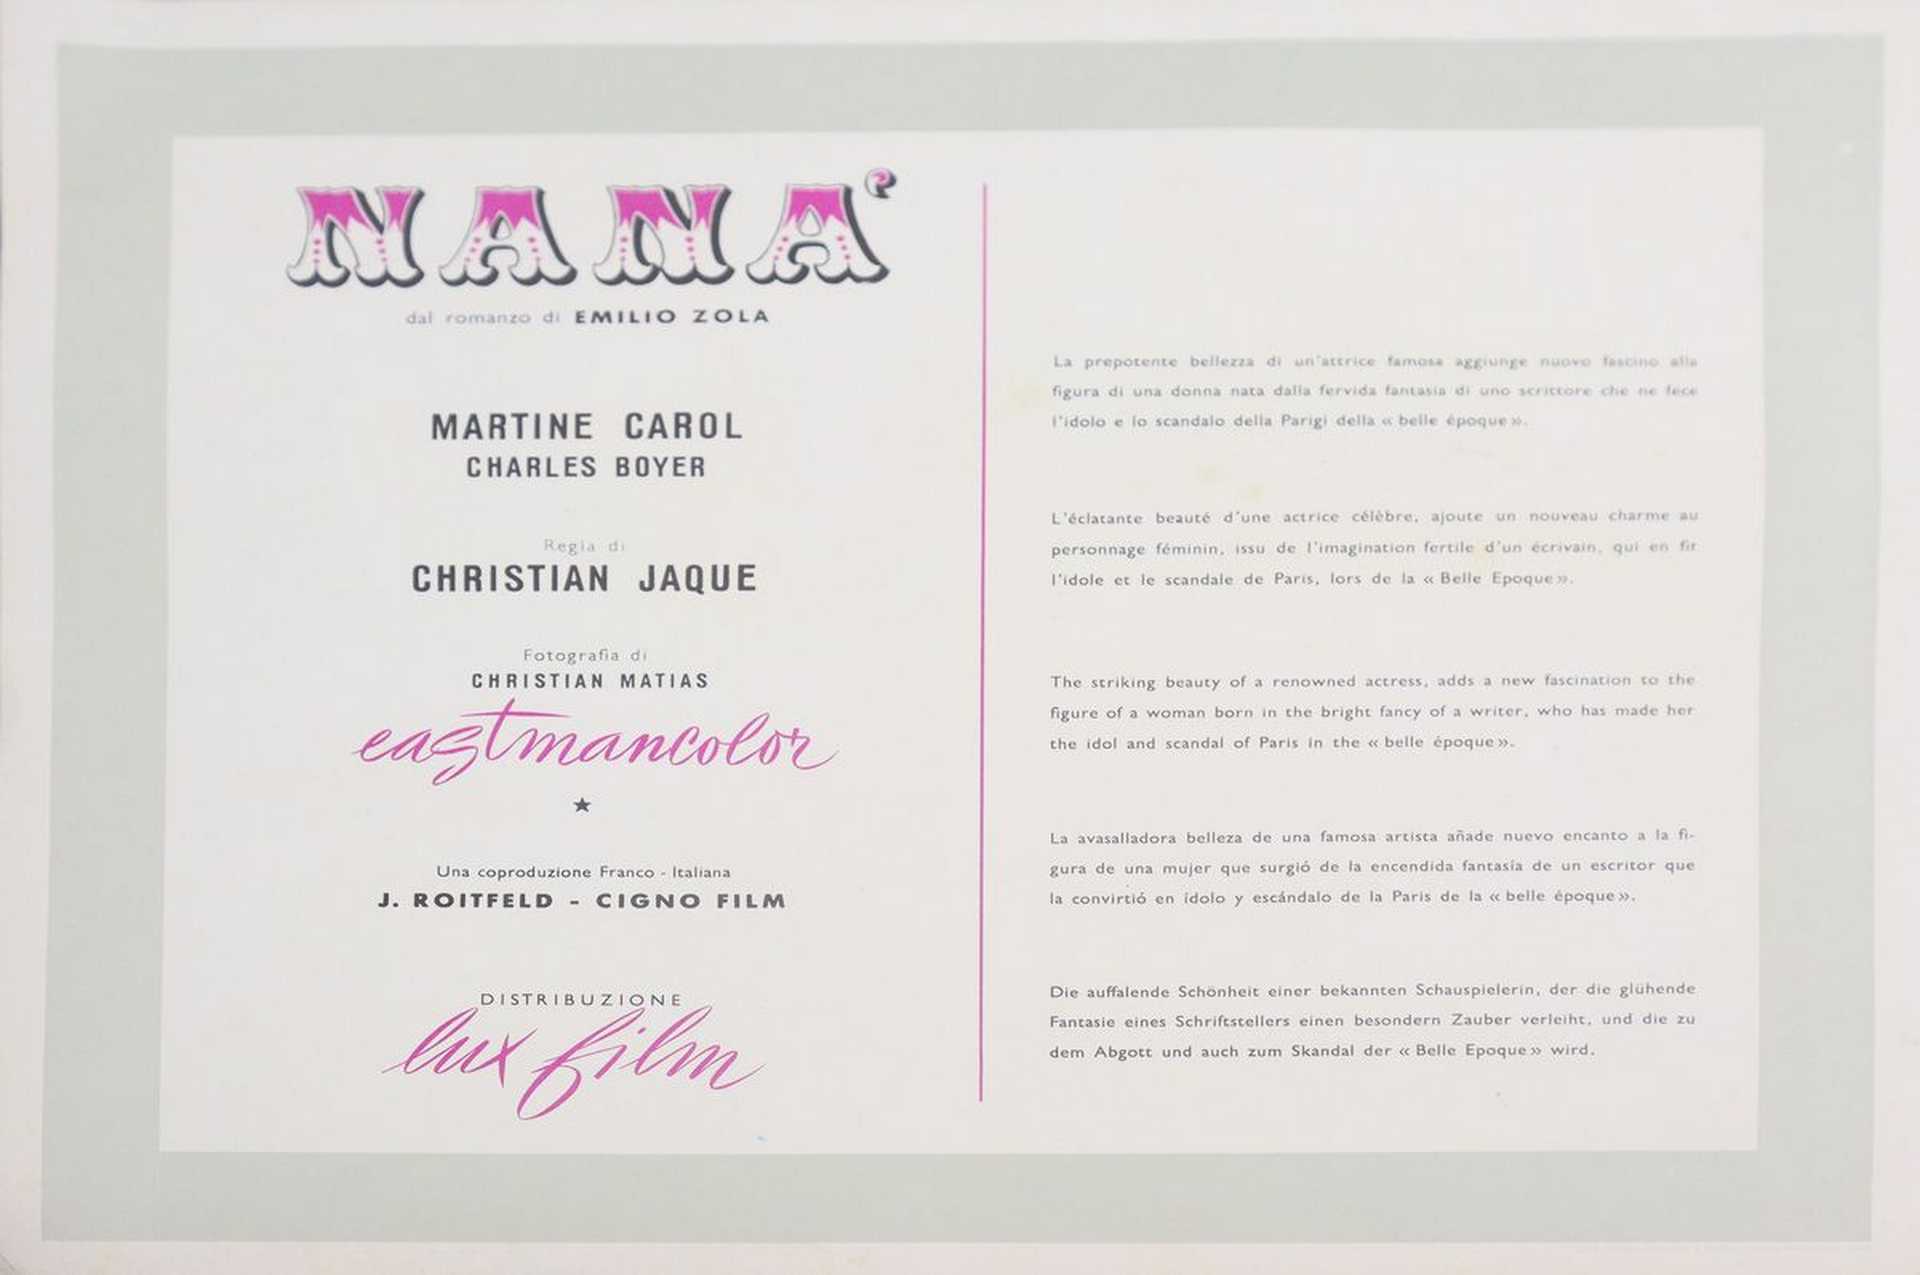 NANA'
dal romanzo di EMILIO ZOLA
MARTINE CAROL
CHARLES BOYER
Regia di
CHRISTIAN JAQUE
Fotografia di
CHRISTIAN MATIAS
eastmancolor
★
Una coproduzione Franco - Italiana
J. ROITFELD - CIGNO FILM
DISTRIBUZIONE
lux film
La prepotente bellezza di un'attrice famosa aggiunge nuovo fascino alla
figura di una donna nata dalla fervida fantasia di uno scrittore che ne fece
l'idolo e lo scandalo della Parigi della « belle époque ».
L'éclatante beauté d'une actrice célèbre, ajoute un nouveau charme au
personnage féminin, issu de l'imagination fertile d'un écrivain, qui en fit
l'idole et le scandale de Paris, lors de la « Belle Epoque ».
The striking beauty of a renowned actress, adds a new fascination to the
figure of a woman born in the bright fancy of a writer, who has made her
the idol and scandal of Paris in the « belle époque ».
La avasalladora belleza de una famosa artista añade nuevo encanto a la fi-
gura de una mujer que surgió de la encendida fantasía de un escritor que
la convirtió en ídolo y escándalo de la Paris de la « belle époque ».
Die auffalende Schönheit einer bekannten Schauspielerin, der die glühende
Fantasie eines Schriftstellers einen besondern Zauber verleiht, und die zu
dem Abgott und auch zum Skandal der « Belle Epoque » wird.